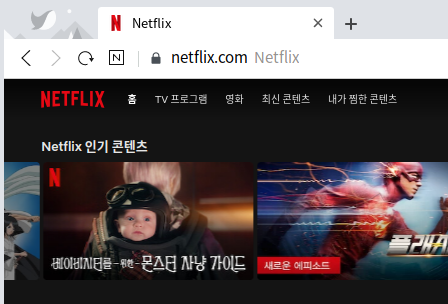 Netflix
N netflix.com Netflix
NETFLIX 홈 TV 프로그램 영화 최신 콘텐츠 내가 찜한 콘텐츠
Netflix 인기 콘텐츠
N
베이비시터를 - 위한 - 몬스터 사냥 가이드
플래시
새로운 에피소드